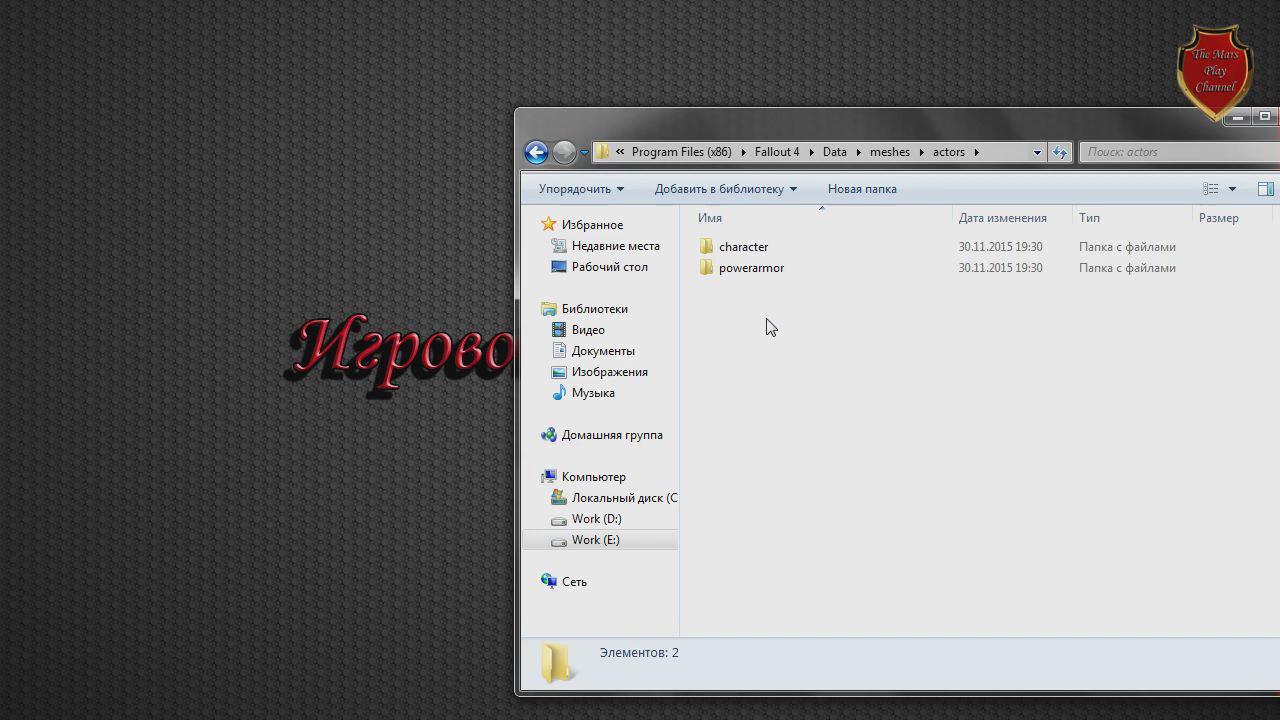 The Mars
Play
Channel
« Program Files (x86) Fallout 4 Data meshes actors
Поиск: actors
Упорядочить Добавить в библиотеку Новая папка
Имя Дата изменения Тип Размер
character 30.11.2015 19:30 Папка с файлами
powerarmor 30.11.2015 19:30 Папка с файлами
Избранное
Недавние места
Рабочий стол
Библиотеки
Видео
Документы
Изображения
Музыка
Домашняя группа
Компьютер
Локальный диск (C
Work (D:)
Work (E:)
Сеть
Элементов: 2
Игрово